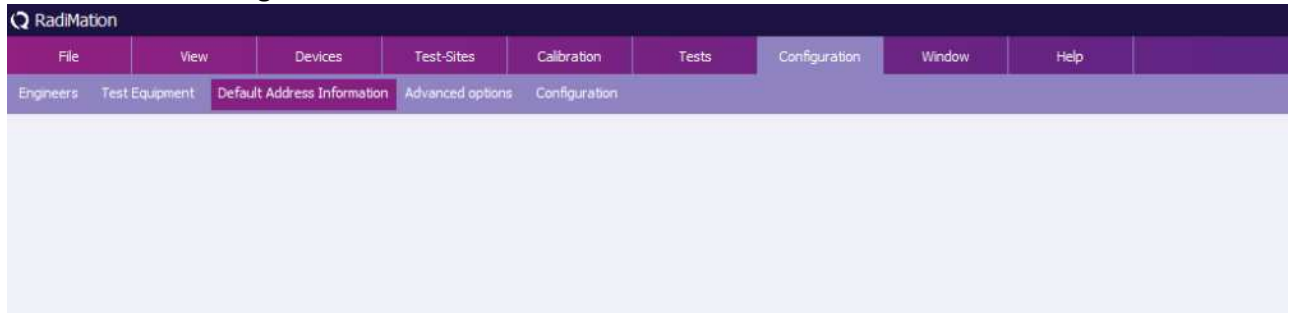 RadiMation
File View Devices Test-Sites Calibration Tests Configuration Window Help
Engineers Test Equipment Default Address Information Advanced options Configuration